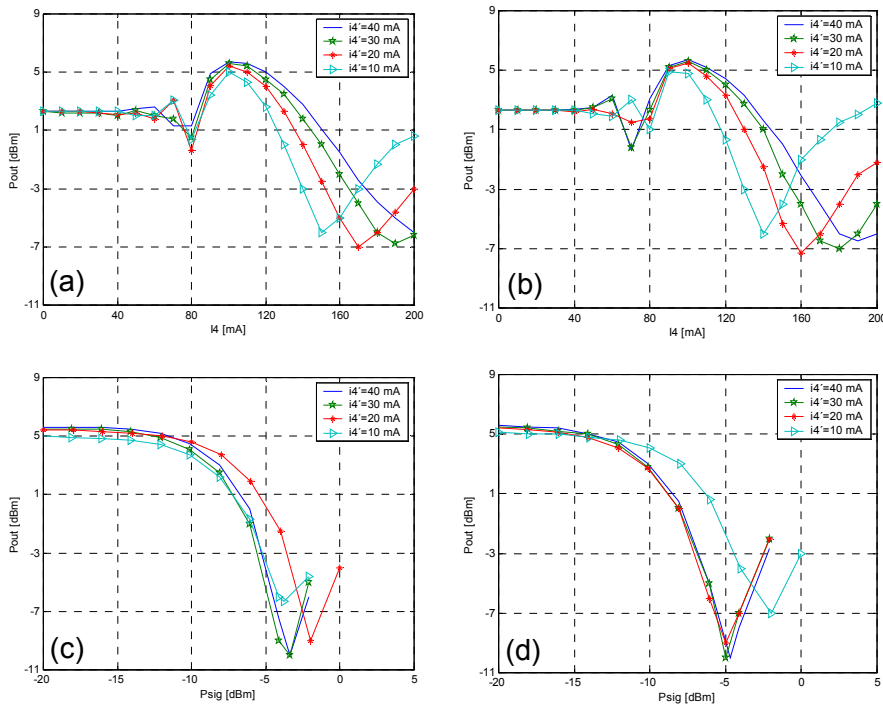 9
5
1
-3
-7
-11
Pout [dBm]
i4'=40 mA
i4'=30 mA
i4'=20 mA
i4'=10 mA
(a)
0 40 80 120 160 200
I4 [mA]
9
5
1
-3
-7
-11
Pout [dBm]
i4'=40 mA
i4'=30 mA
i4'=20 mA
i4'=10 mA
(b)
0 40 80 120 160 200
I4 [mA]
9
5
1
-3
-7
-11
Pout [dBm]
i4'=40 mA
i4'=30 mA
i4'=20 mA
i4'=10 mA
(c)
-20 -15 -10 -5 0 5
Psig [dBm]
9
5
1
-3
-7
-11
Pout [dBm]
i4'=40 mA
i4'=30 mA
i4'=20 mA
i4'=10 mA
(d)
-20 -15 -10 -5 0 5
Psig [dBm]